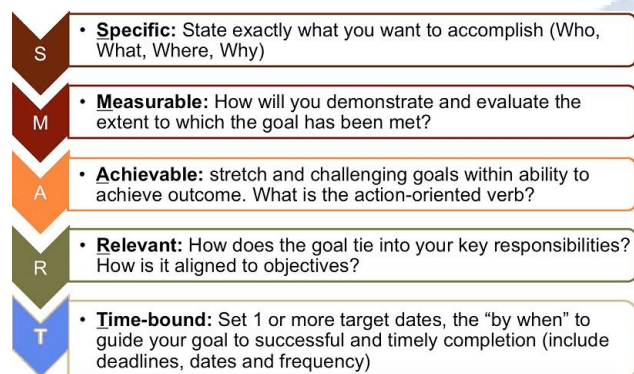 S
• Specific: State exactly what you want to accomplish (Who,
What, Where, Why)
M
• Measurable: How will you demonstrate and evaluate the
extent to which the goal has been met?
A
• Achievable: stretch and challenging goals within ability to
achieve outcome. What is the action-oriented verb?
R
• Relevant: How does the goal tie into your key responsibilities?
How is it aligned to objectives?
T
• Time-bound: Set 1 or more target dates, the “by when” to
guide your goal to successful and timely completion (include
deadlines, dates and frequency)